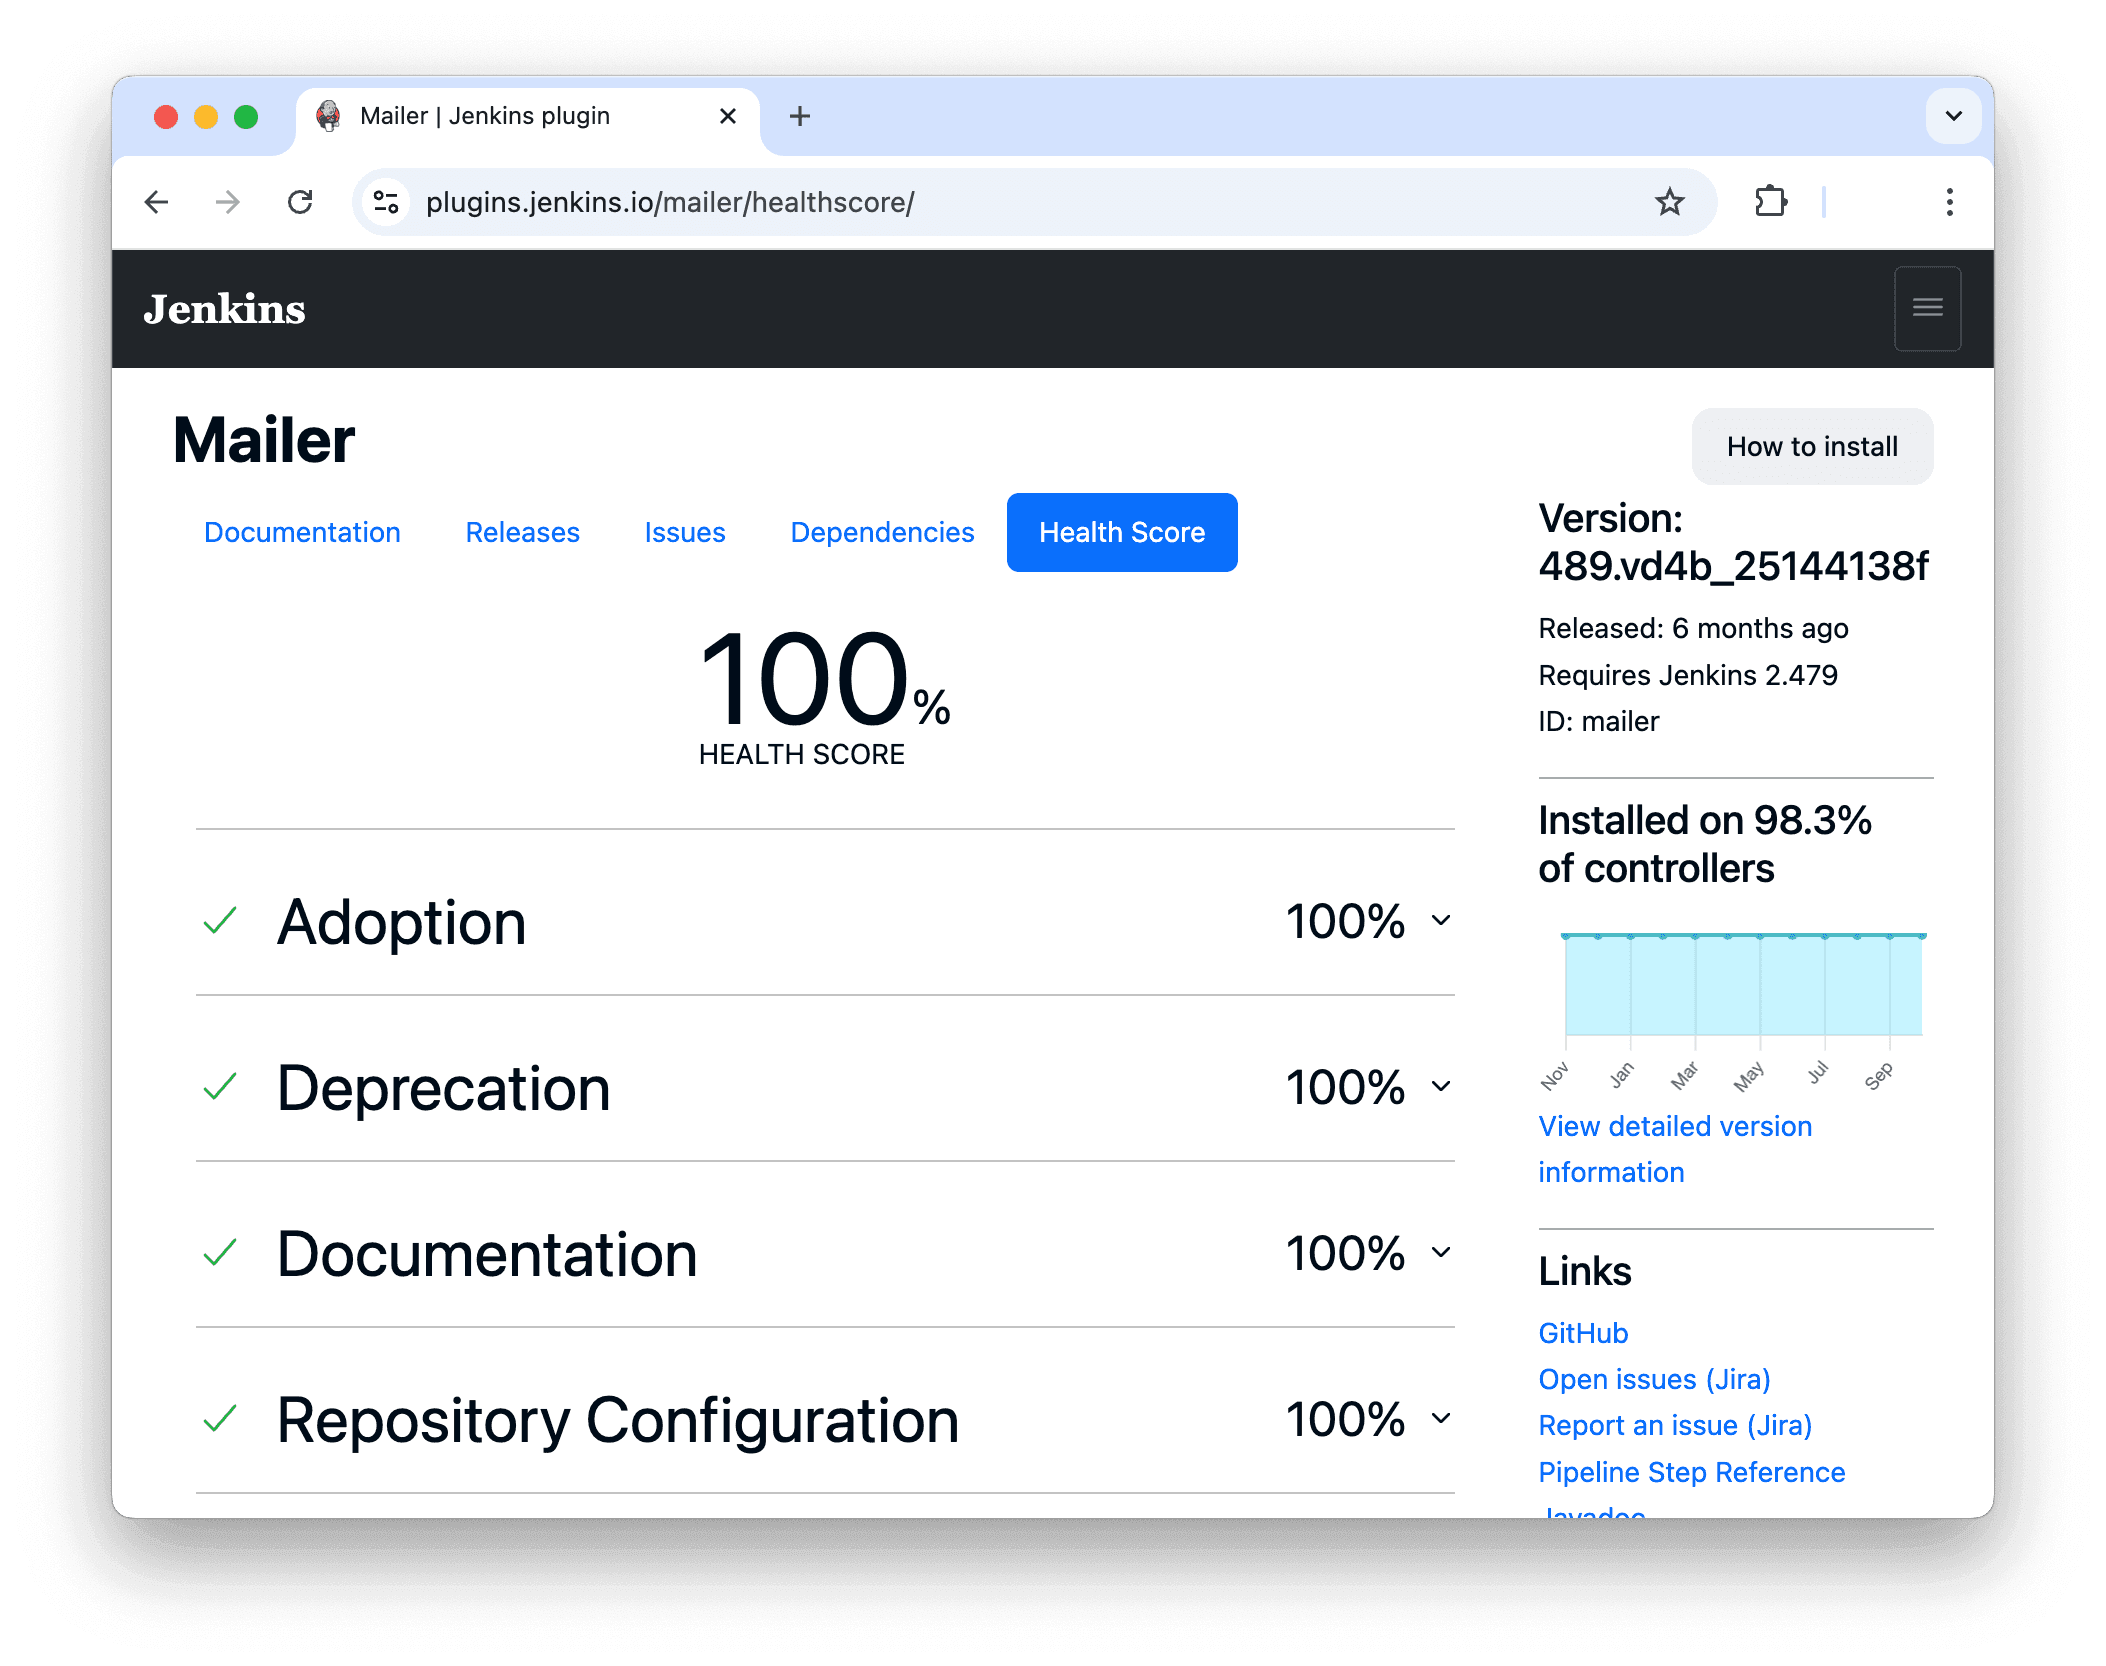 Mailer | Jenkins plugin
plugins.jenkins.io/mailer/healthscore/
Jenkins
Mailer
How to install
Documentation
Releases
Issues
Dependencies
Health Score
100%
HEALTH SCORE
Adoption
100%
Deprecation
100%
Documentation
100%
Repository Configuration
100%
Version:
489.vd4b_25144138f
Released: 6 months ago
Requires Jenkins 2.479
ID: mailer
Installed on 98.3%
of controllers
Nov
Jan
Mar
May
Jul
Sep
View detailed version
information
Links
GitHub
Open issues (Jira)
Report an issue (Jira)
Pipeline Step Reference
Javadoc